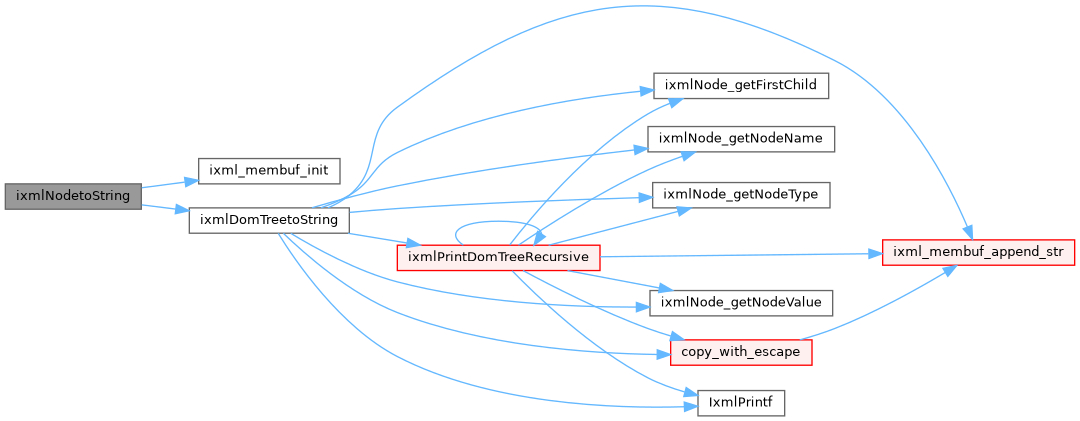 ixmlNode_getFirstChild
ixmlNode_getNodeName
ixml_membuf_init
ixmlNodetoString
ixmlNode_getNodeType
ixmlDomTreetoString
ixmlPrintDomTreeRecursive
ixml_membuf_append_str
ixmlNode_getNodeValue
copy_with_escape
IxmlPrintf